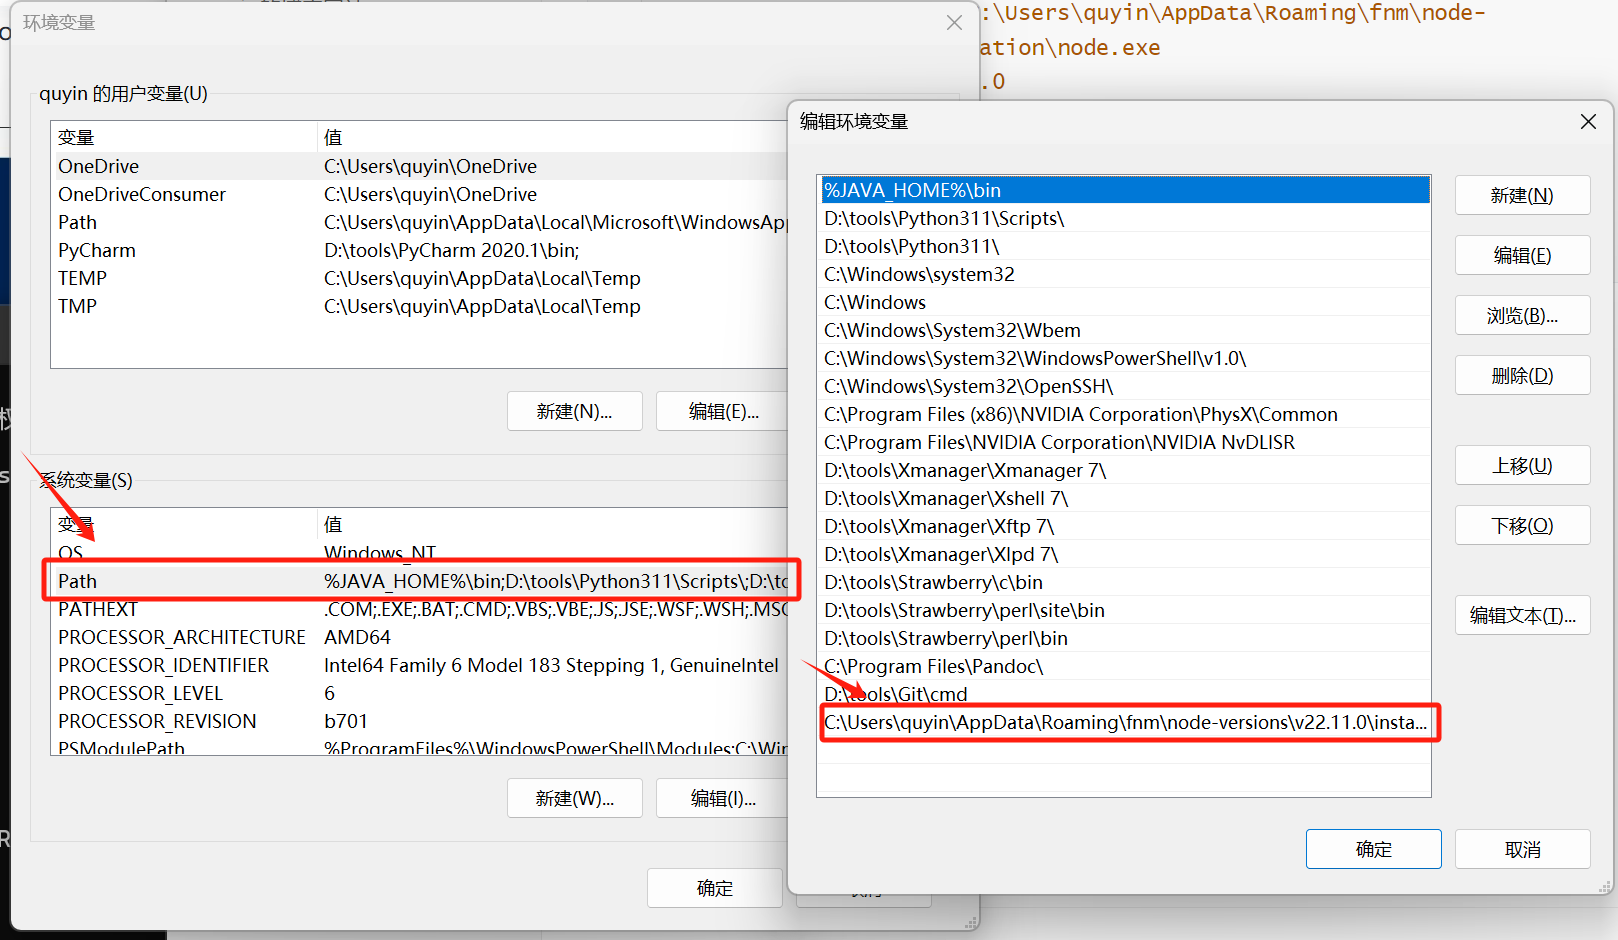 环境变量
:\Users\quyin\AppData\Roaming\fnm\node-
ation\node.exe
.0
quyin 的用户变量(U)
变量 值
OneDrive C:\Users\quyin\OneDrive
OneDriveConsumer C:\Users\quyin\OneDrive
Path C:\Users\quyin\AppData\Local\Microsoft\WindowsApp
PyCharm D:\tools\PyCharm 2020.1\bin;
TEMP C:\Users\quyin\AppData\Local\Temp
TMP C:\Users\quyin\AppData\Local\Temp
新建(N)... 编辑(E)...
系统变量(S)
变量 值
OS Windows_NT
Path %JAVA_HOME%\bin;D:\tools\Python311\Scripts\;D:\to
PATHEXT .COM;.EXE;.BAT;.CMD;.VBS;.VBE;.JS;.JSE;.WSF;.WSH;.MSC
PROCESSOR_ARCHITECTURE AMD64
PROCESSOR_IDENTIFIER Intel64 Family 6 Model 183 Stepping 1, GenuineIntel
PROCESSOR_LEVEL 6
PROCESSOR_REVISION b701
PSModulePath %ProgramFiles%\WindowsPowerShell\Modules;C:\Win
新建(W)... 编辑(I)...
确定
取消
编辑环境变量
%JAVA_HOME%\bin
D:\tools\Python311\Scripts\
D:\tools\Python311\
C:\Windows\system32
C:\Windows
C:\Windows\System32\Wbem
C:\Windows\System32\WindowsPowerShell\v1.0\
C:\Windows\System32\OpenSSH\
C:\Program Files (x86)\NVIDIA Corporation\PhysX\Common
C:\Program Files\NVIDIA Corporation\NVIDIA NvDLISR
D:\tools\Xmanager\Xmanager 7\
D:\tools\Xmanager\Xshell 7\
D:\tools\Xmanager\Xftp 7\
D:\tools\Xmanager\Xlpd 7\
D:\tools\Strawberry\c\bin
D:\tools\Strawberry\perl\site\bin
D:\tools\Strawberry\perl\bin
C:\Program Files\Pandoc\
D:\tools\Git\cmd
C:\Users\quyin\AppData\Roaming\fnm\node-versions\v22.11.0\insta...
新建(N)
编辑(E)
浏览(B)...
删除(D)
上移(U)
下移(O)
编辑文本(T)...
确定 取消